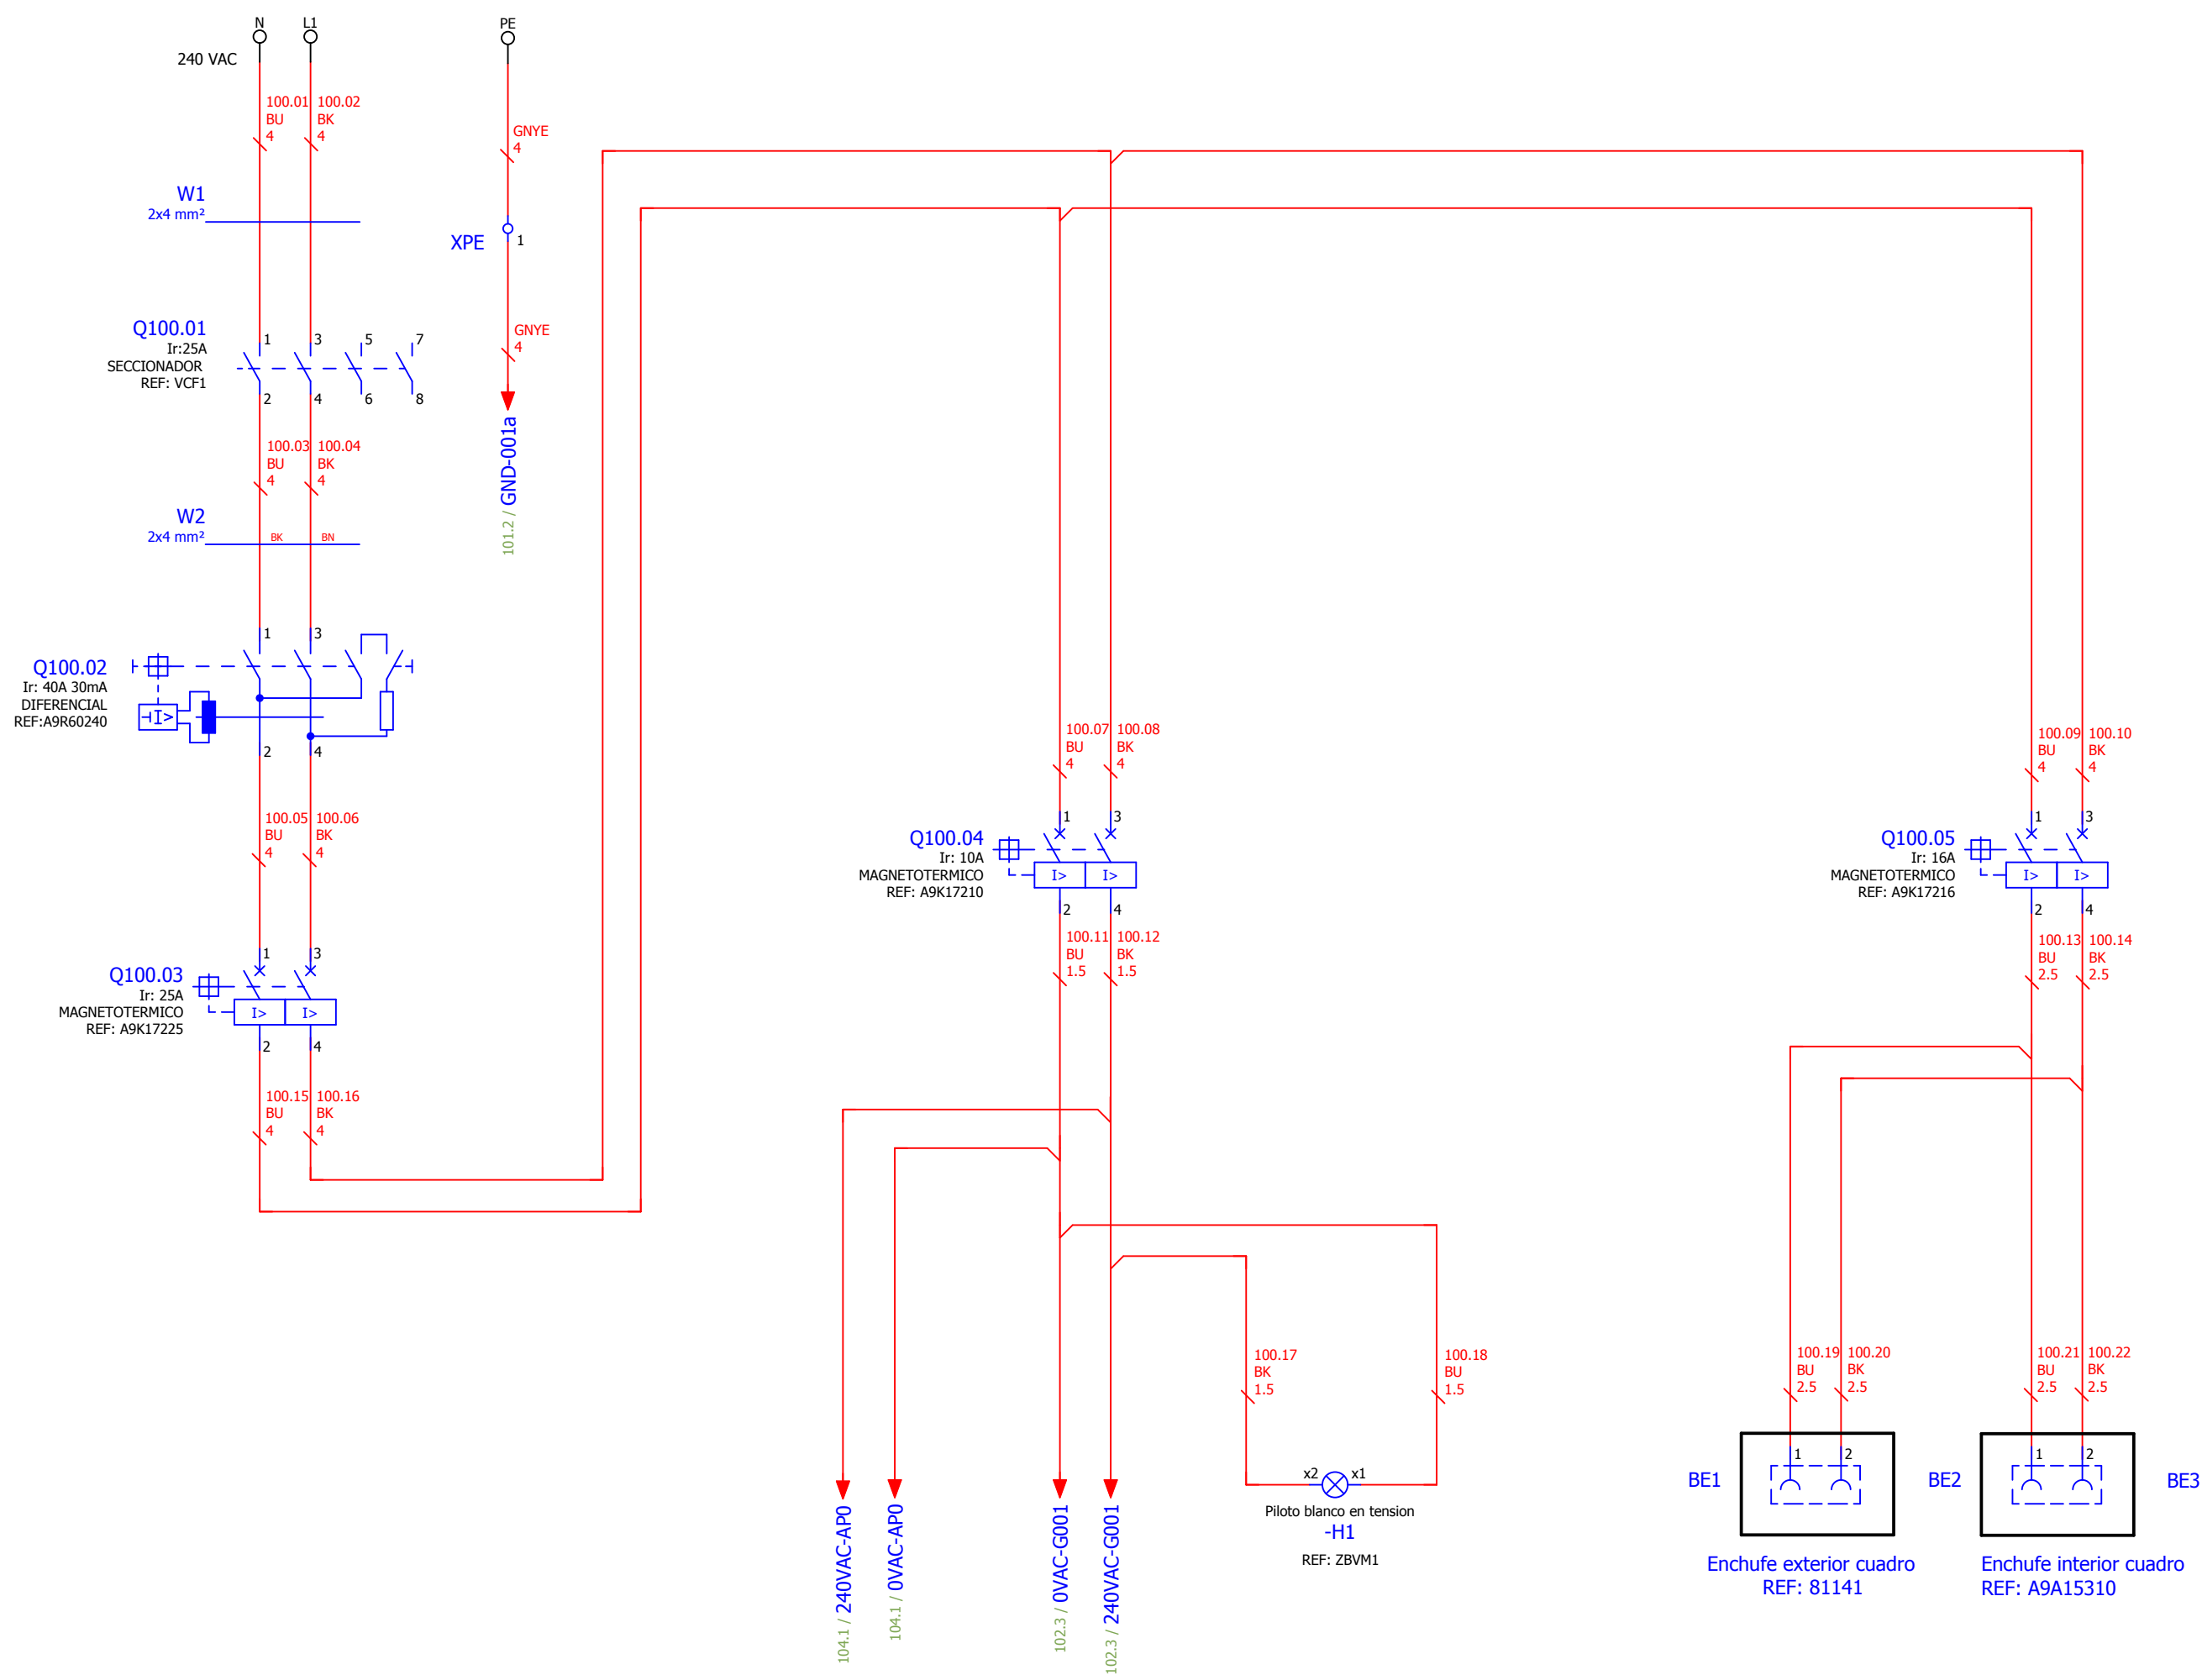 N
L1
PE
240 VAC
100.01
BU
4
100.02
BK
4
GNYE
4
W1
2x4 mm²
XPE
1
Q100.01
Ir:25A
SECCIONADOR
REF: VCF1
1
3
5
7
2
4
6
8
GNYE
4
101.2 / GND-001a
100.03
BU
4
100.04
BK
4
W2
2x4 mm²
BK
BN
Q100.02
Ir: 40A 30mA
DIFERENCIAL
REF:A9R60240
1
3
I>
2
4
100.05
BU
4
100.06
BK
4
Q100.03
Ir: 25A
MAGNETOTERMICO
REF: A9K17225
1
3
I>
I>
2
4
100.15
BU
4
100.16
BK
4
100.07
BU
4
100.08
BK
4
Q100.04
Ir: 10A
MAGNETOTERMICO
REF: A9K17210
1
3
I>
I>
2
4
100.11
BU
1.5
100.12
BK
1.5
100.09
BU
4
100.10
BK
4
Q100.05
Ir: 16A
MAGNETOTERMICO
REF: A9K17216
1
3
I>
I>
2
4
100.13
BU
2.5
100.14
BK
2.5
104.1 / 240VAC-AP0
104.1 / 0VAC-AP0
102.3 / 0VAC-G001
102.3 / 240VAC-G001
100.17
BK
1.5
100.18
BU
1.5
x2
x1
Piloto blanco en tension
-H1
REF: ZBVM1
100.19
BU
2.5
100.20
BK
2.5
100.21
BU
2.5
100.22
BK
2.5
BE1
1
2
BE2
1
2
BE3
Enchufe exterior cuadro
REF: 81141
Enchufe interior cuadro
REF: A9A15310